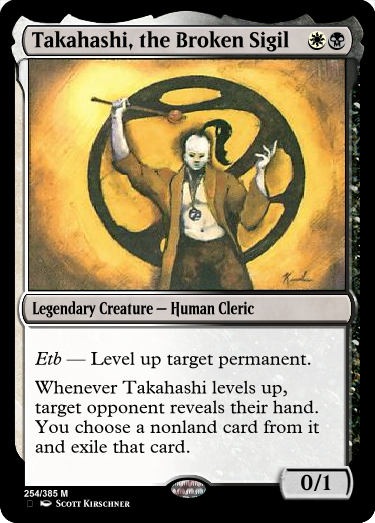 Takahashi, the Broken Sigil
Legendary Creature — Human Cleric
Etb — Level up target permanent.
Whenever Takahashi levels up,
target opponent reveals their hand.
You choose a nonland card from it
and exile that card.
0/1
254/385 M
Scott Kirschner